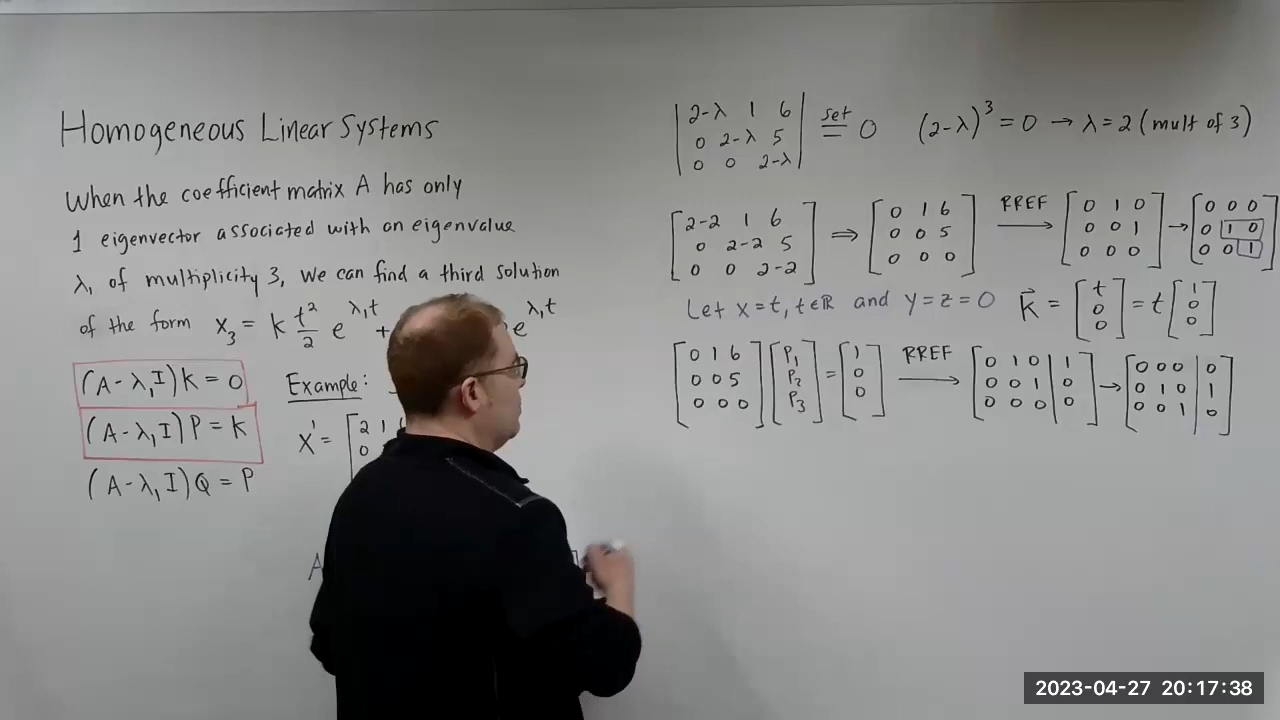 Homogeneous Linear Systems
When the coefficient matrix A has only
1 eigenvector associated with an eigenvalue
λ₁ of multiplicity 3, we can find a third solution
of the form x₃ = k t²/2 e^λ₁t + e^λ₁t
(A-λ₁I)K = 0
(A-λ₁I)P = K
(A-λ₁I)Q = P
Example:
X' = [2 1
0
A
|2-λ 1 6|
|0 2-λ 5| set = 0 (2-λ)³ = 0 → λ = 2 (mult of 3)
|0 0 2-λ|
[2-2 1 6] [0 1 6] [0 1 0] [0 0 0]
[0 2-2 5] ⇒ [0 0 5] RREF → [0 0 1] → [0 1 0]
[0 0 2-2] [0 0 0] [0 0 0] [0 0 1]
Let x=t, t∈ℝ and y=z=0 K⃗ = [t 0 0] = t [1 0 0]
[0 1 6] [P₁] [1] [0 1 0 | 1] [0 0 0 | 0]
[0 0 5] [P₂] = [0] RREF → [0 0 1 | 0] → [0 1 0 | 1]
[0 0 0] [P₃] [0] [0 0 0 | 0] [0 0 1 | 0]
2023-04-27 20:17:38